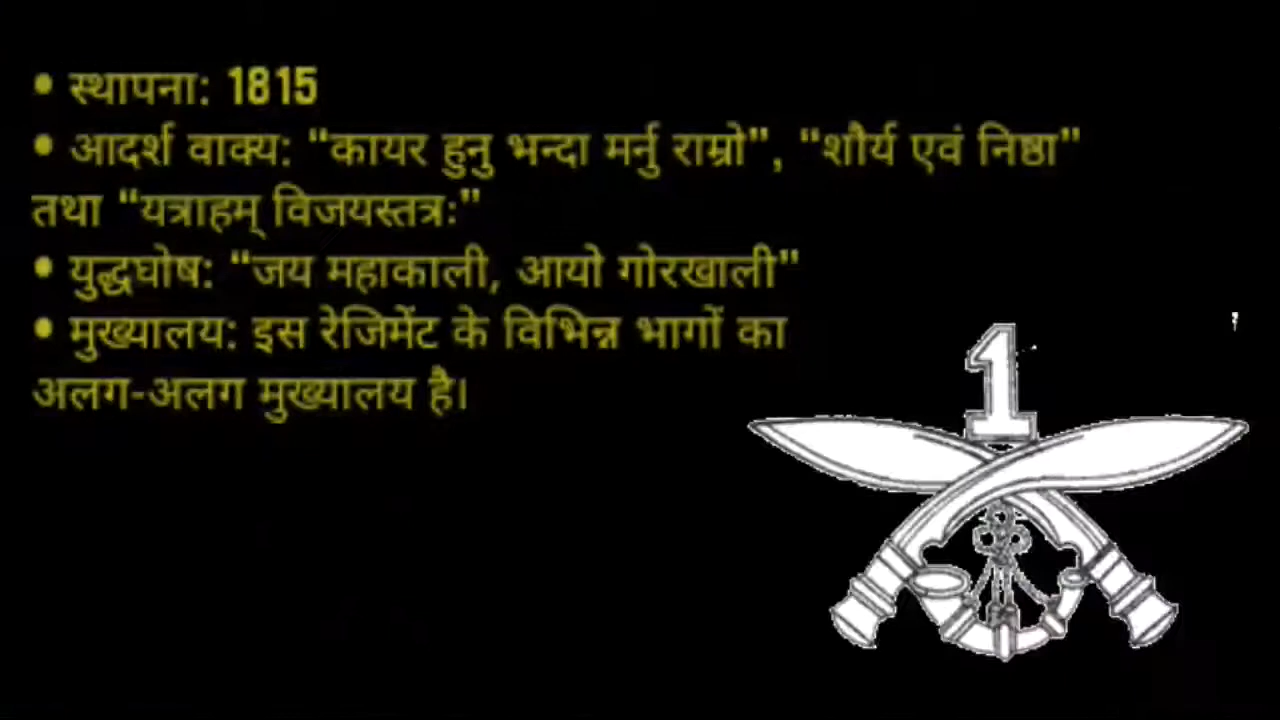 • स्थापना: 1815
• आदर्श वाक्य: "कायर हुनु भन्दा मर्नु राम्रो", "शौर्य एवं निष्ठा"
तथा "यत्राहम् विजयस्तत्रः"
• युद्धघोष: "जय महाकाली, आयो गोरखाली"
• मुख्यालय: इस रेजिमेंट के विभिन्न भागों का
अलग-अलग मुख्यालय है।
1